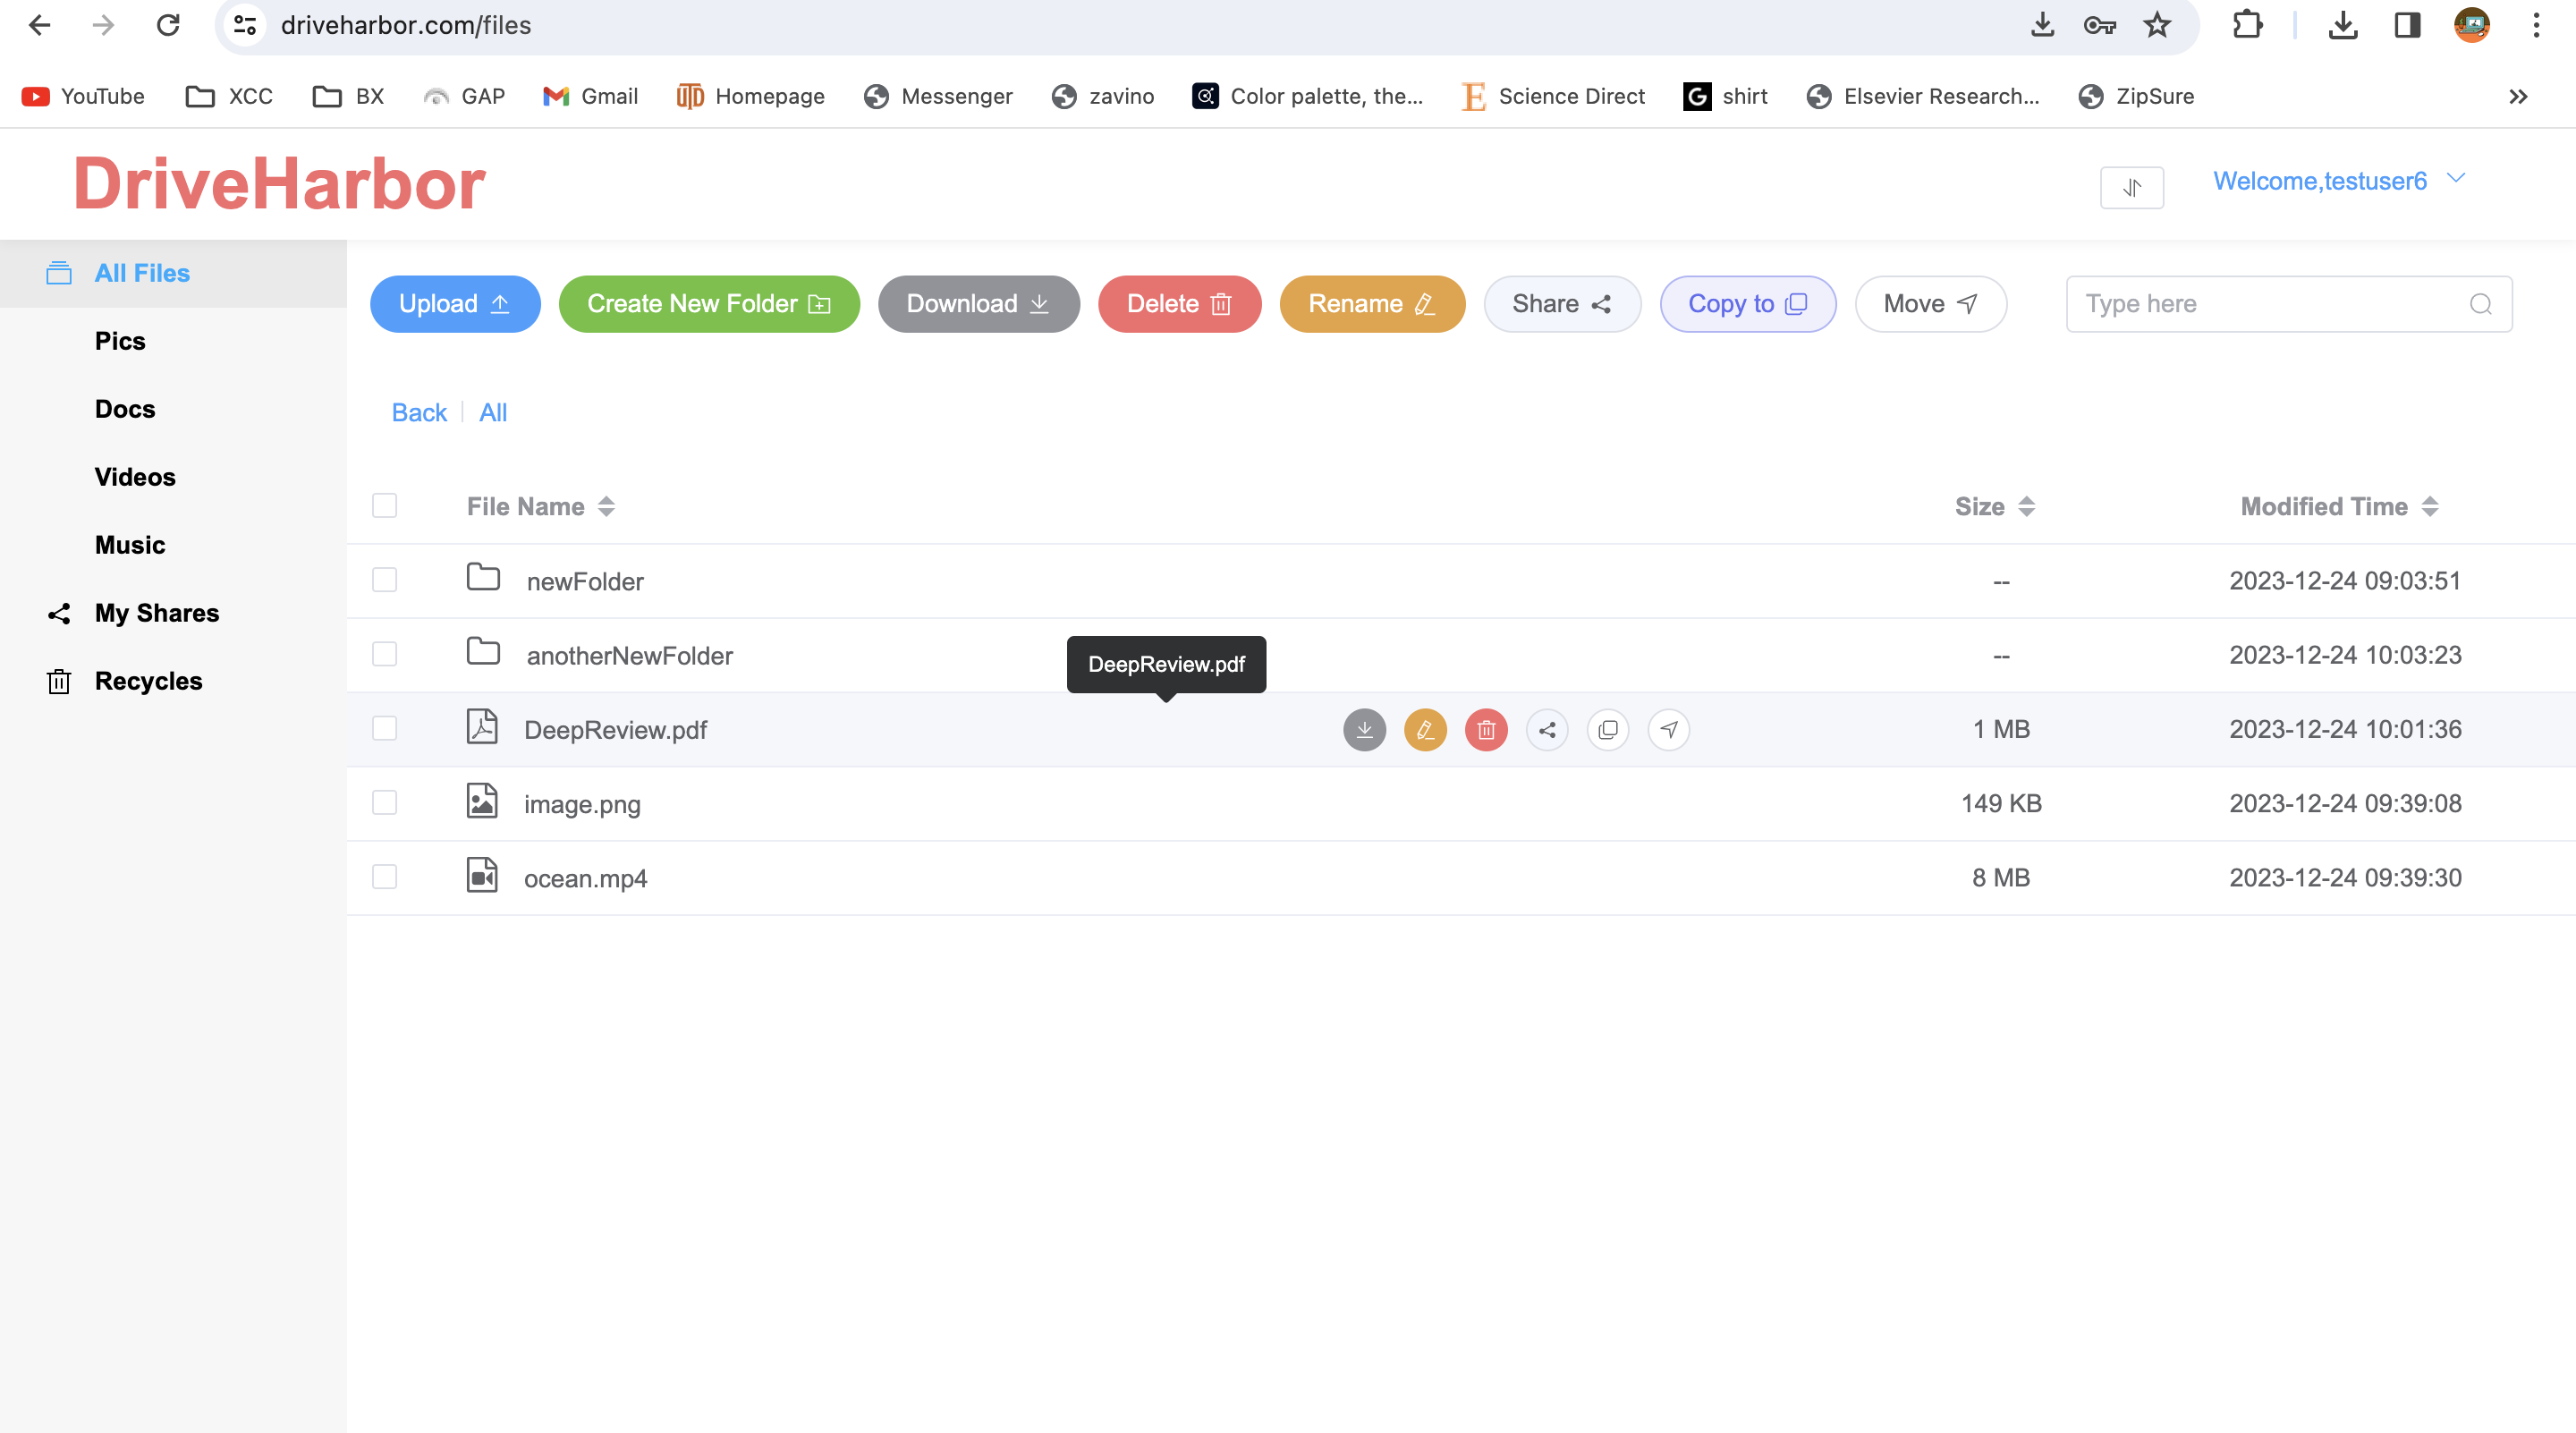 driveharbor.com/files
YouTube XCC BX GAP Gmail Homepage Messenger zavino Color palette, the... Science Direct shirt Elsevier Research... ZipSure
DriveHarbor
Welcome,testuser6
All Files
Pics
Docs
Videos
Music
My Shares
Recycles
Upload Create New Folder Download Delete Rename Share Copy to Move Type here
Back All
File Name Size Modified Time
newFolder -- 2023-12-24 09:03:51
anotherNewFolder -- 2023-12-24 10:03:23
DeepReview.pdf
DeepReview.pdf 1 MB 2023-12-24 10:01:36
image.png 149 KB 2023-12-24 09:39:08
ocean.mp4 8 MB 2023-12-24 09:39:30